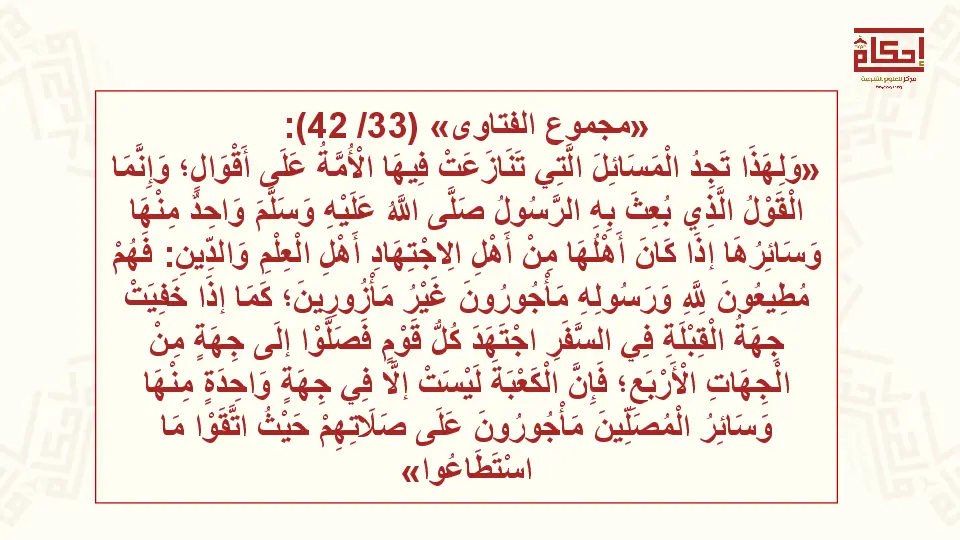 إحكام
مركز للعلوم الشرعية
«مجموع الفتاوى» (33/ 42):
«وَلِهَذَا تَجِدُ الْمَسَائِلَ الَّتِي تَنَازَعَتْ فِيهَا الْأُمَّةُ عَلَى أَقْوَالٍ؛ وَإِنَّمَا
الْقَوْلُ الَّذِي بُعِثَ بِهِ الرَّسُولُ صَلَّى اللَّهُ عَلَيْهِ وَسَلَّمَ وَاحِدٌ مِنْهَا
وَسَائِرُهَا إذَا كَانَ أَهْلُهَا مِنْ أَهْلِ الِاجْتِهَادِ أَهْلِ الْعِلْمِ وَالدِّينِ: فَهُمْ
مُطِيعُونَ لِلَّهِ وَرَسُولِهِ مَأْجُورُونَ غَيْرُ مَأْزُورِينَ؛ كَمَا إذَا خَفِيَتْ
جِهَةُ الْقِبْلَةِ فِي السَّفَرِ اجْتَهَدَ كُلُّ قَوْمٍ فَصَلَّوْا إلَى جِهَةٍ مِنْ
الْجِهَاتِ الْأَرْبَعِ؛ فَإِنَّ الْكَعْبَةَ لَيْسَتْ إلَّا فِي جِهَةٍ وَاحِدَةٍ مِنْهَا
وَسَائِرُ الْمُصَلِّينَ مَأْجُورُونَ عَلَى صَلَاتِهِمْ حَيْثُ اتَّقَوْا مَا
اسْتَطَاعُوا»